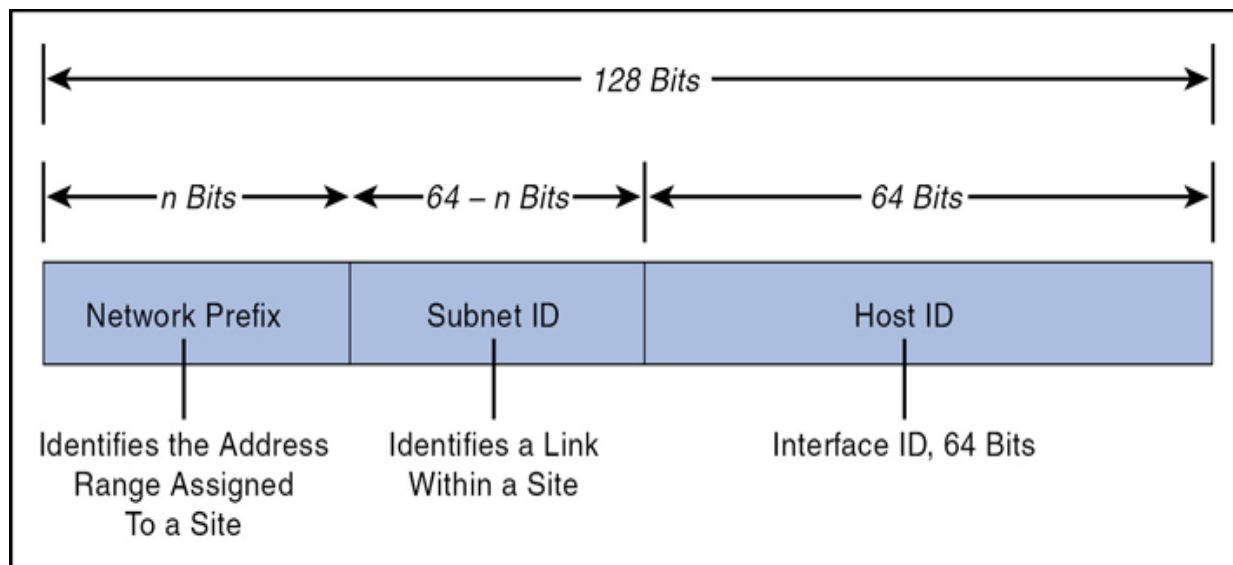 128 Bits
n Bits
64 – n Bits
64 Bits
Network Prefix
Subnet ID
Host ID
Identifies the Address
Range Assigned
To a Site
Identifies a Link
Within a Site
Interface ID, 64 Bits